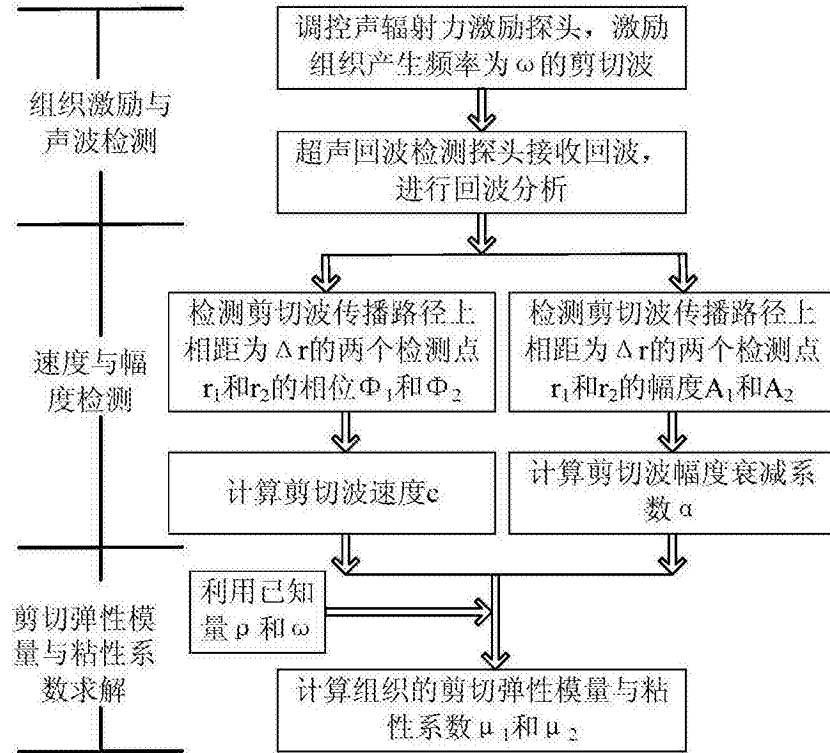 调控声辐射力激励探头，激励
组织产生频率为ω的剪切波
组织激励与
声波检测
超声回波检测探头接收回波，
进行回波分析
检测剪切波传播路径上
相距为Δr的两个检测点
r₁和r₂的相位Φ₁和Φ₂
检测剪切波传播路径上
相距为Δr的两个检测点
r₁和r₂的幅度A₁和A₂
速度与幅
度检测
计算剪切波速度c
计算剪切波幅度衰减系
数α
利用已知
量ρ和ω
剪切弹性模
量与粘性系
数求解
计算组织的剪切弹性模量与粘
性系数μ₁和μ₂